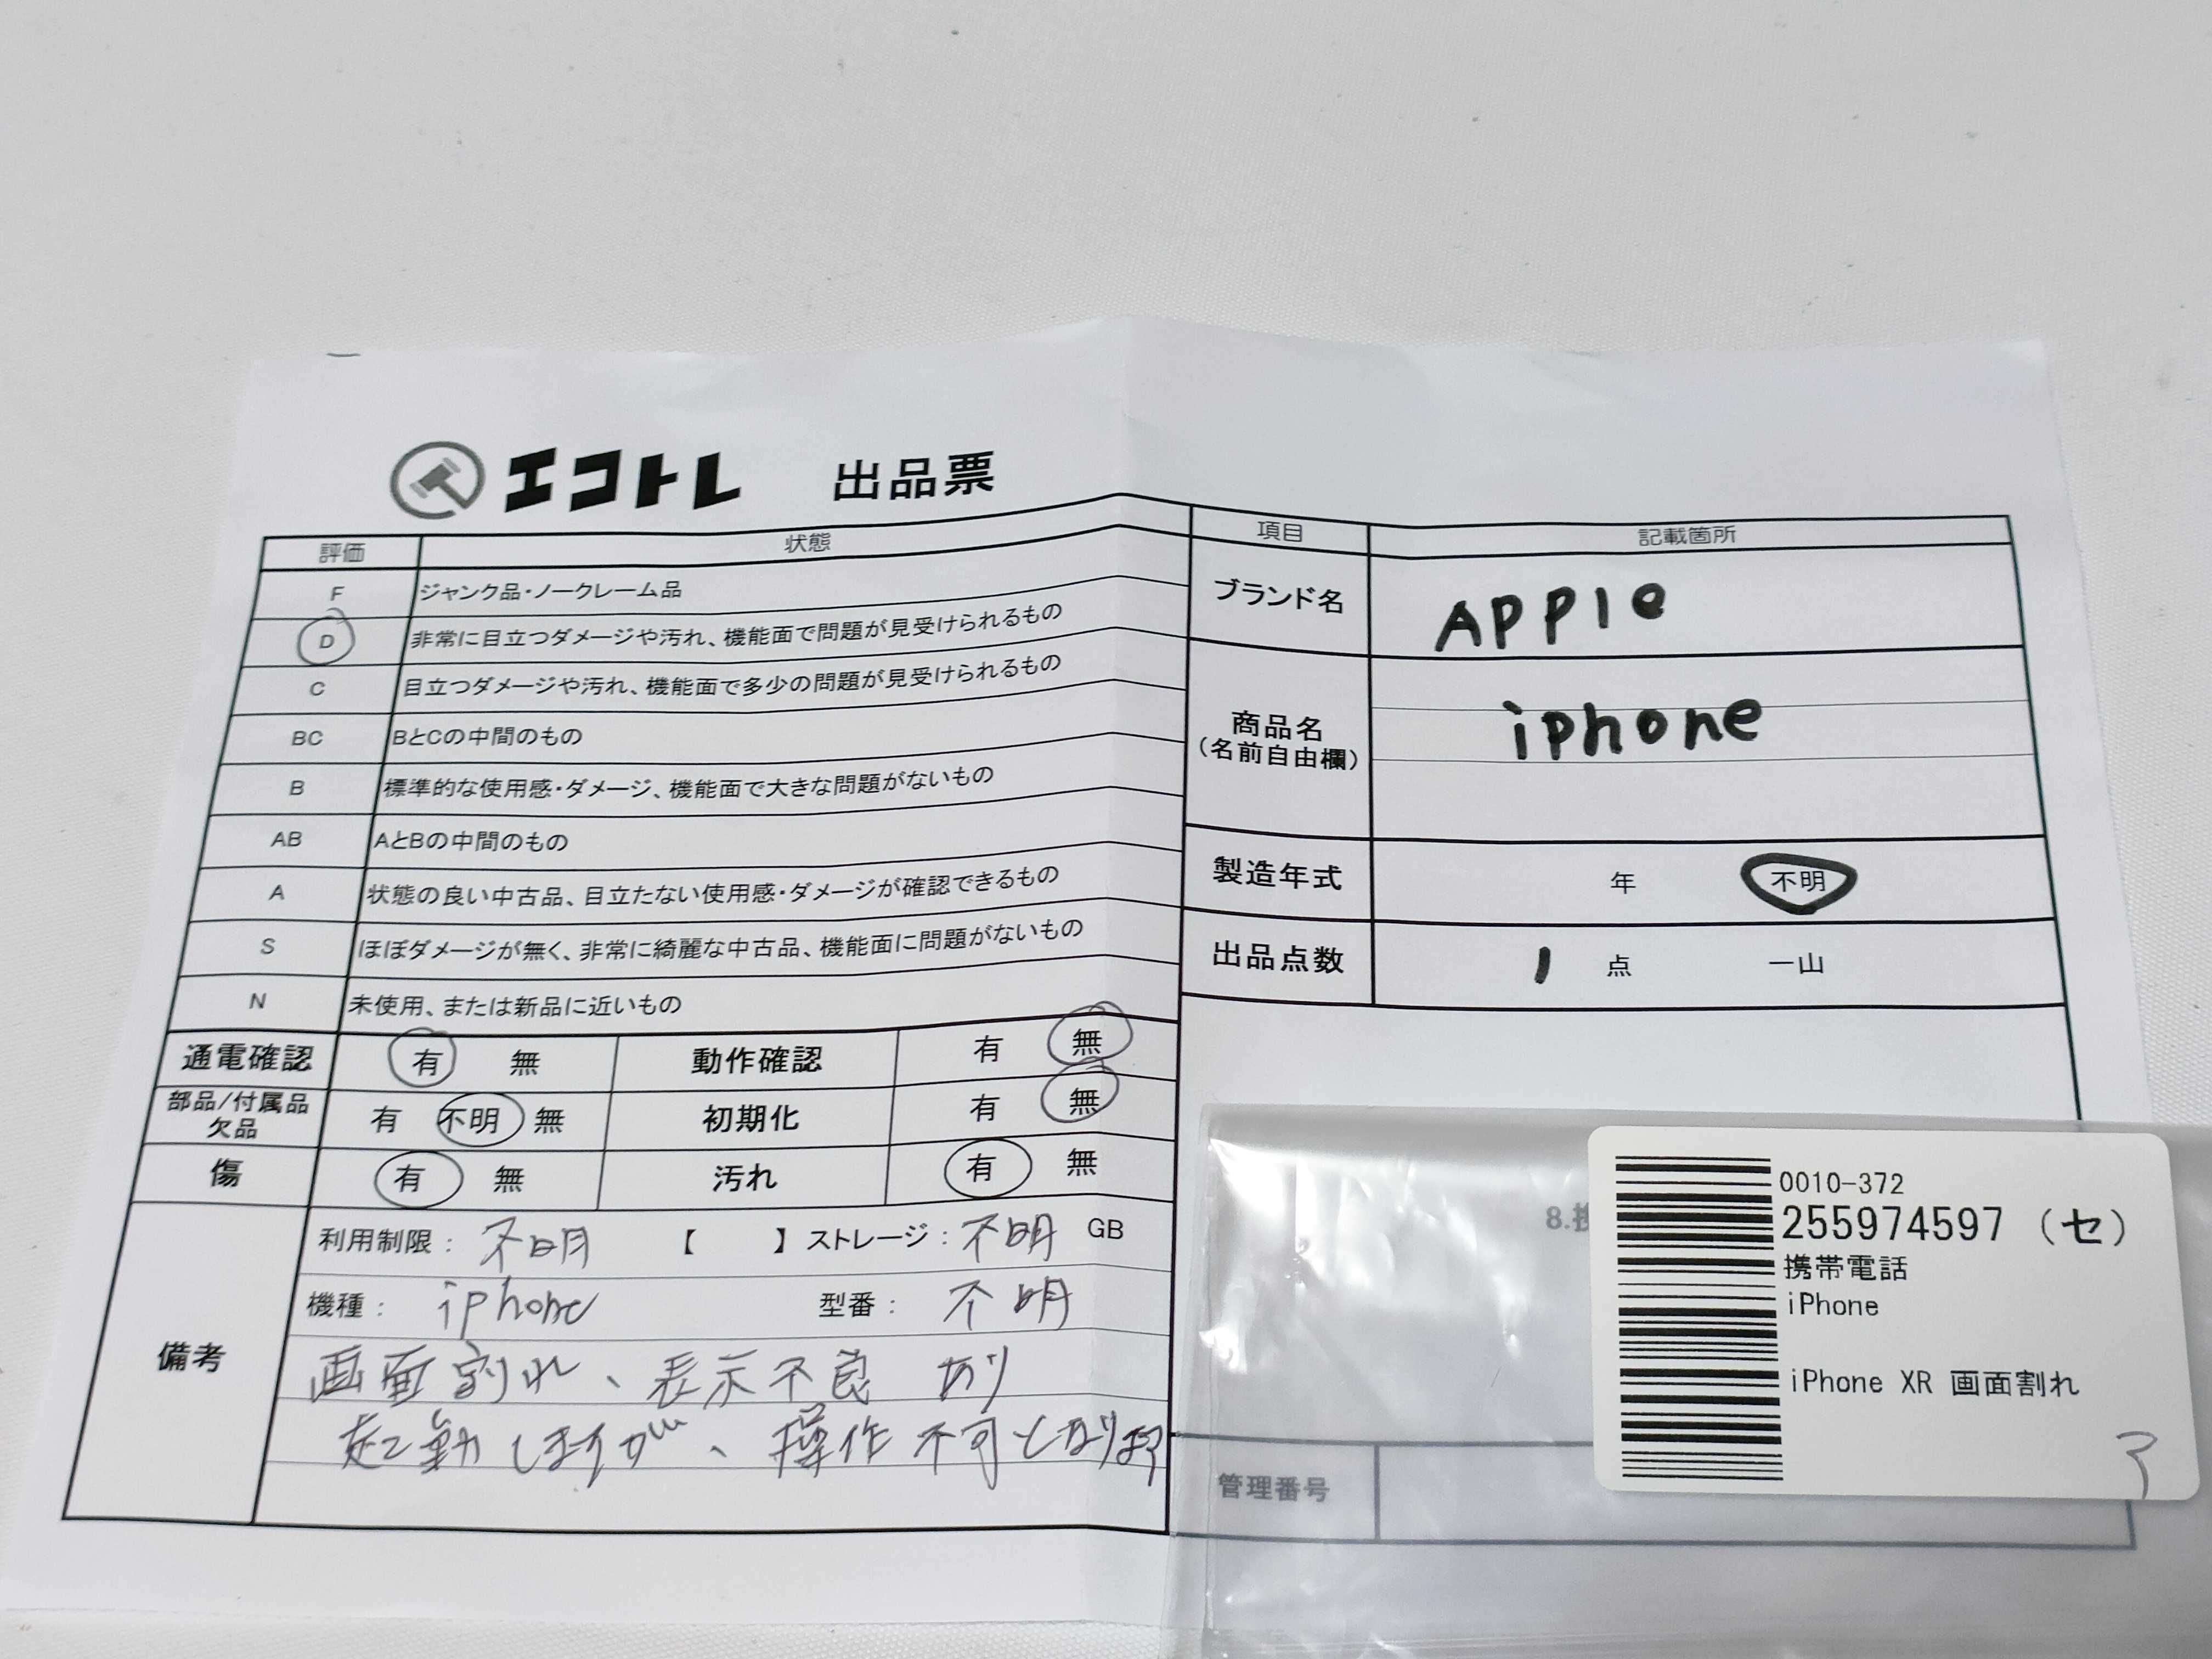 エコトレ 出品票
評価 状態
F ジャンク品・ノークレーム品
D 非常に目立つダメージや汚れ、機能面で問題が見受けられるもの
C 目立つダメージや汚れ、機能面で多少の問題が見受けられるもの
BC BとCの中間のもの
B 標準的な使用感・ダメージ、機能面で大きな問題がないもの
AB AとBの中間のもの
A 状態の良い中古品、目立たない使用感・ダメージが確認できるもの
S ほぼダメージが無く、非常に綺麗な中古品、機能面に問題がないもの
N 未使用、または新品に近いもの
通電確認 有 無 動作確認 有 無
部品/付属品
欠品 有 不明 無 初期化 有 無
傷 有 無 汚れ 有 無
備考
利用制限： 不明 【 】 ストレージ： 不明 GB
機種： iphone 型番： 不明
画面割れ、表示不良 あり
起動しますが、操作不可となります
項目 記載箇所
ブランド名 APPle
商品名
(名前自由欄) iphone
製造年式 年 不明
出品点数 1 点 一山
8.携
管理番号
0010-372
255974597 (セ)
携帯電話
iPhone
iPhone XR 画面割れ